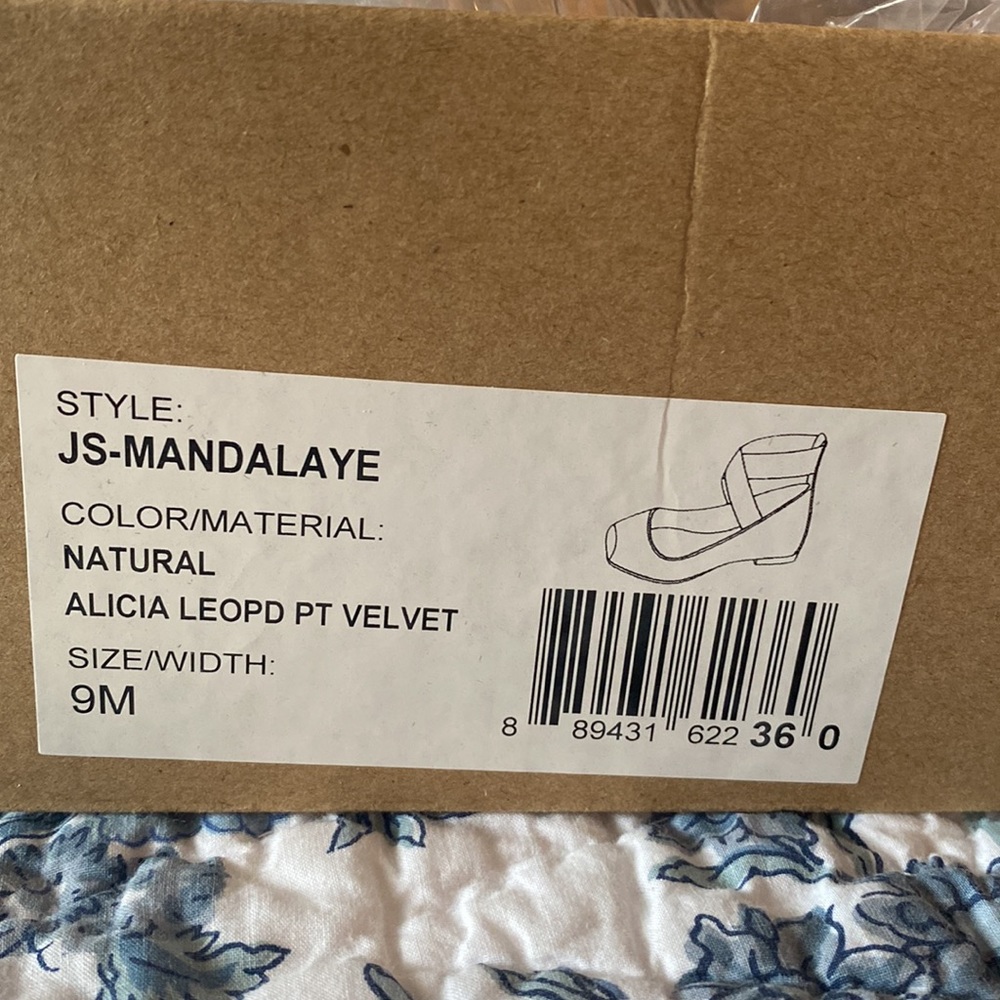 STYLE:
JS-MANDALAYE
COLOR/MATERIAL:
NATURAL
ALICIA LEOPD PT VELVET
SIZE/WIDTH:
9M
8 89431 622 36 0